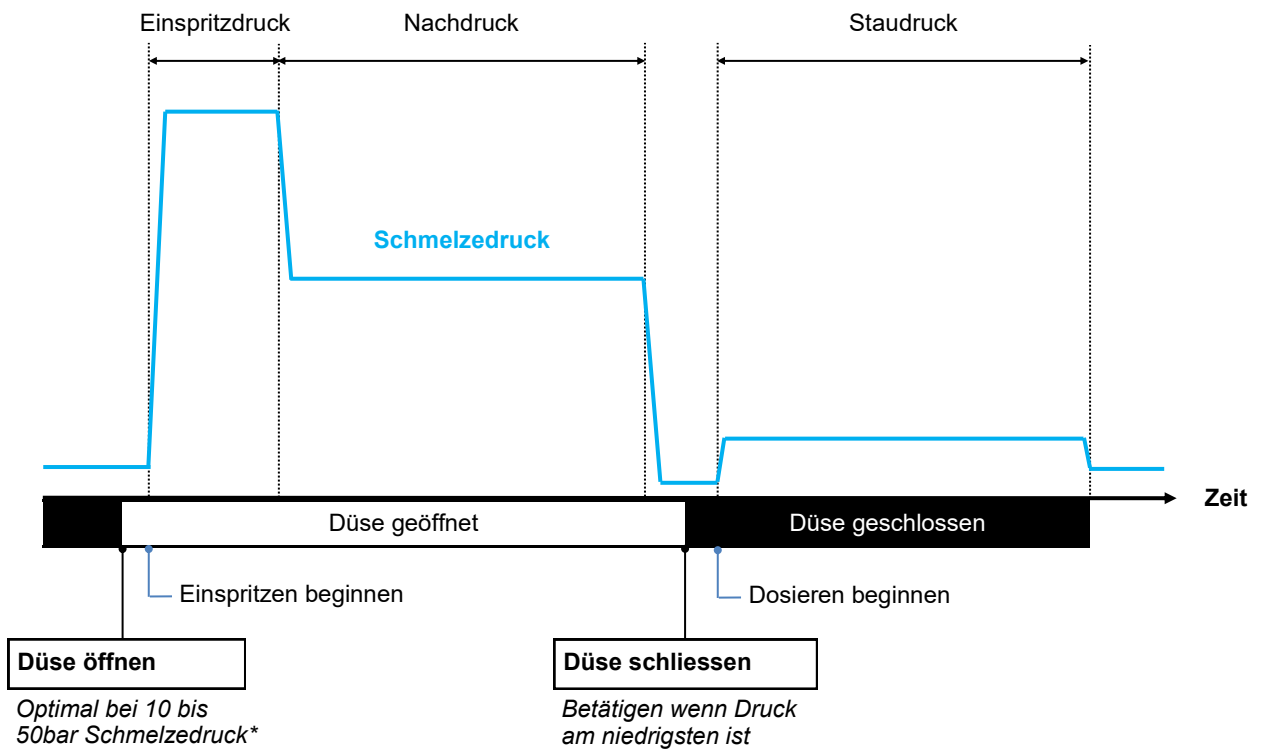 Einspritzdruck
Nachdruck
Staudruck
Schmelzedruck
Zeit
Düse geöffnet
Düse geschlossen
Einspritzen beginnen
Dosieren beginnen
Düse öffnen
Optimal bei 10 bis
50bar Schmelzedruck*
Düse schliessen
Betätigen wenn Druck
am niedrigsten ist